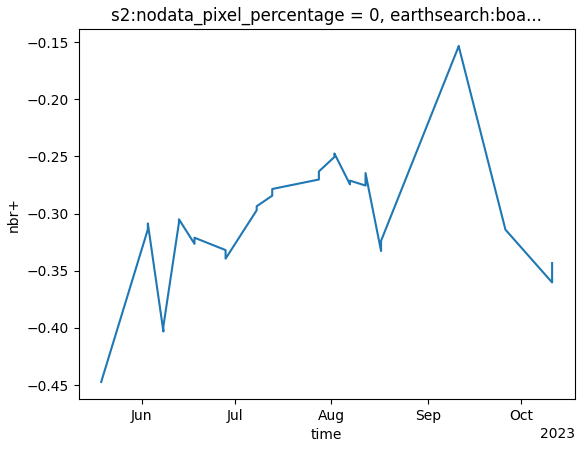 s2:nodata_pixel_percentage = 0, earthsearch:boa...
−0.15
−0.20
−0.25
−0.30
−0.35
−0.40
−0.45
nbr+
Jun Jul Aug Sep Oct
time
2023